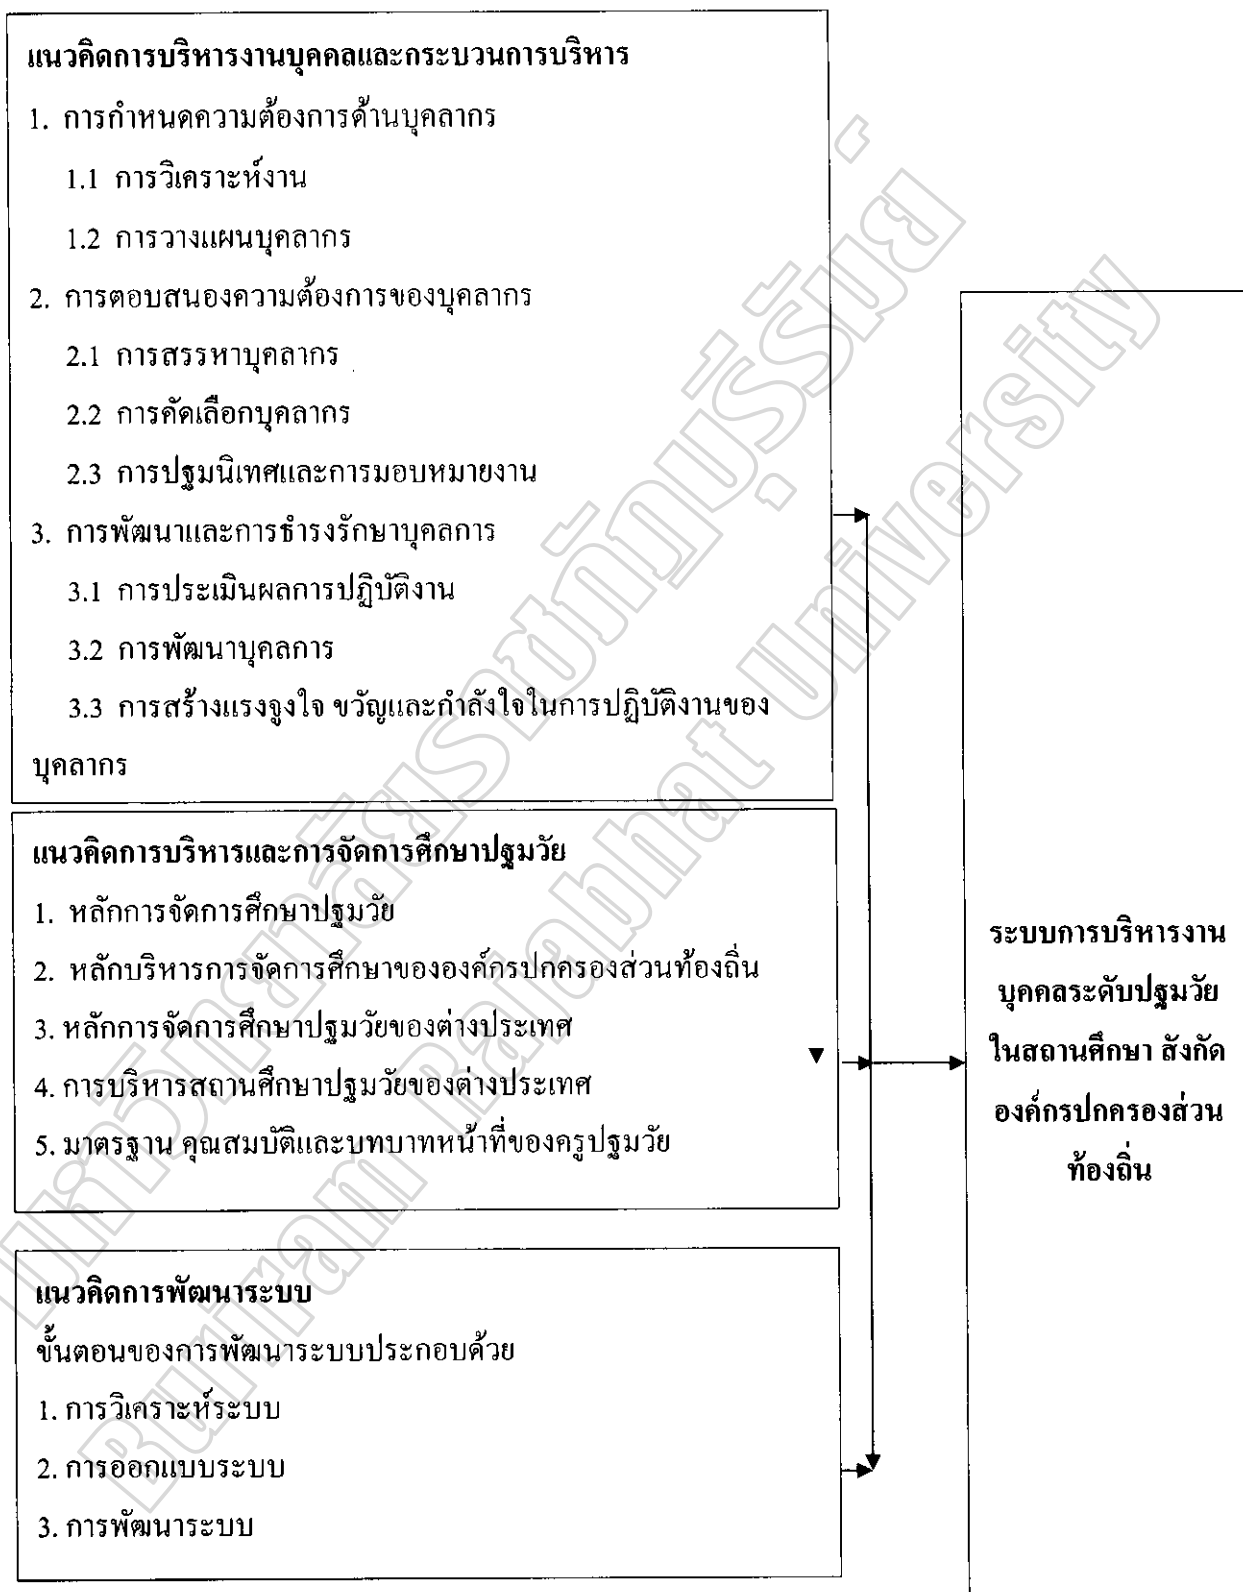 แนวคิดการบริหารงานบุคคลและกระบวนการบริหาร
1. การกำหนดความต้องการด้านบุคลากร
1.1 การวิเคราะห์งาน
1.2 การวางแผนบุคลากร
2. การตอบสนองความต้องการของบุคลากร
2.1 การสรรหาบุคลากร
2.2 การคัดเลือกบุคลากร
2.3 การปฐมนิเทศและการมอบหมายงาน
3. การพัฒนาและการธำรงรักษาบุคลการ
3.1 การประเมินผลการปฏิบัติงาน
3.2 การพัฒนาบุคลการ
3.3 การสร้างแรงจูงใจ ขวัญและกำลังใจในการปฏิบัติงานของ
บุคลากร
แนวคิดการบริหารและการจัดการศึกษาปฐมวัย
1. หลักการจัดการศึกษาปฐมวัย
2. หลักบริหารการจัดการศึกษาขององค์กรปกครองส่วนท้องถิ่น
3. หลักการจัดการศึกษาปฐมวัยของต่างประเทศ
4. การบริหารสถานศึกษาปฐมวัยของต่างประเทศ
5. มาตรฐาน คุณสมบัติและบทบาทหน้าที่ของครูปฐมวัย
แนวคิดการพัฒนาระบบ
ขั้นตอนของการพัฒนาระบบประกอบด้วย
1. การวิเคราะห์ระบบ
2. การออกแบบระบบ
3. การพัฒนาระบบ
ระบบการบริหารงาน
บุคคลระดับปฐมวัย
ในสถานศึกษา สังกัด
องค์กรปกครองส่วน
ท้องถิ่น
มหาวิทยาลัยราชภัฏบุรีรัมย์
Buriram Rajabhat University